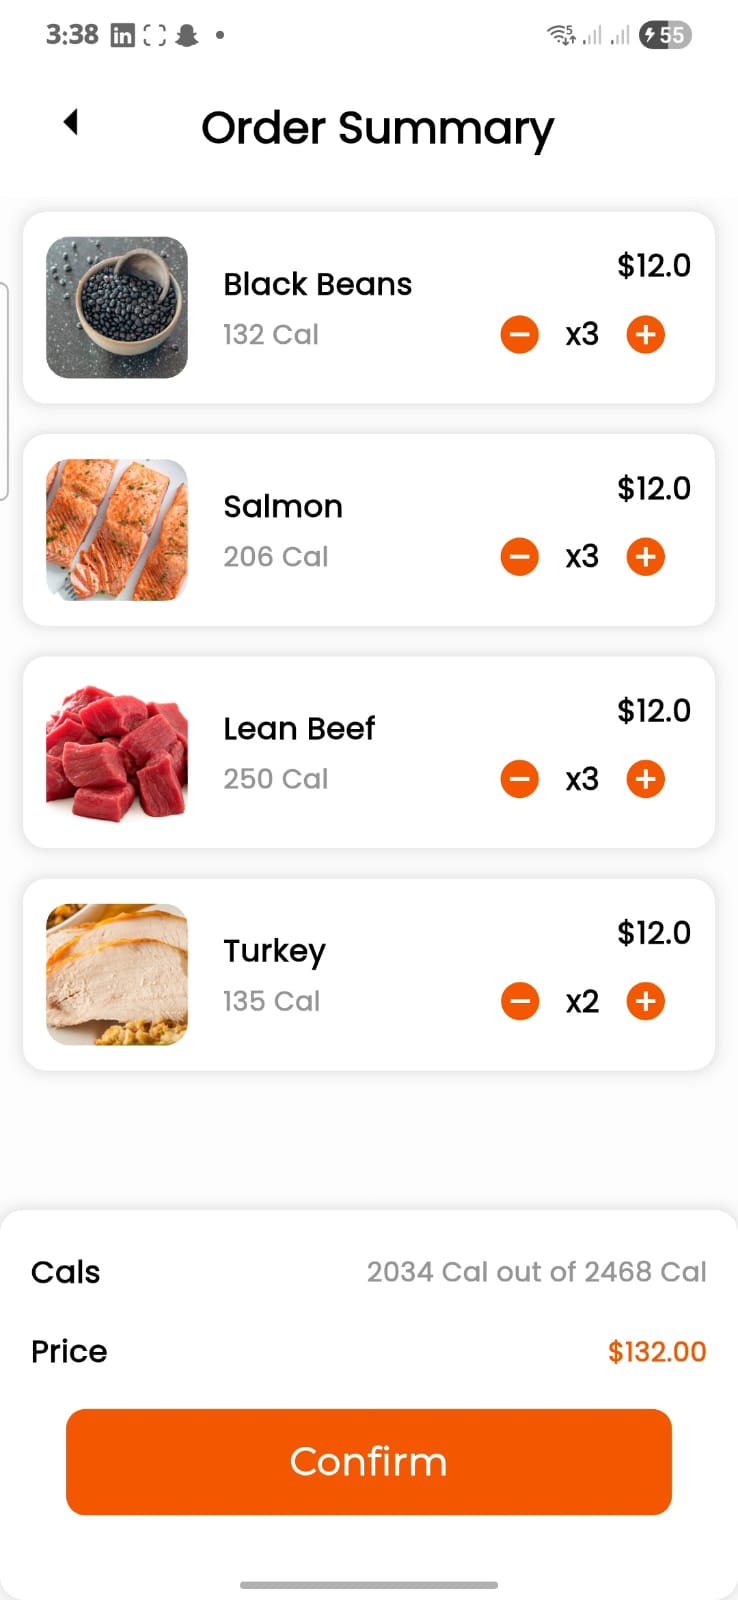 3:38
in
5
55
Order Summary
Black Beans
$12.0
132 Cal
x3
Salmon
$12.0
206 Cal
x3
Lean Beef
$12.0
250 Cal
x3
Turkey
$12.0
135 Cal
x2
Cals
2034 Cal out of 2468 Cal
Price
$132.00
Confirm